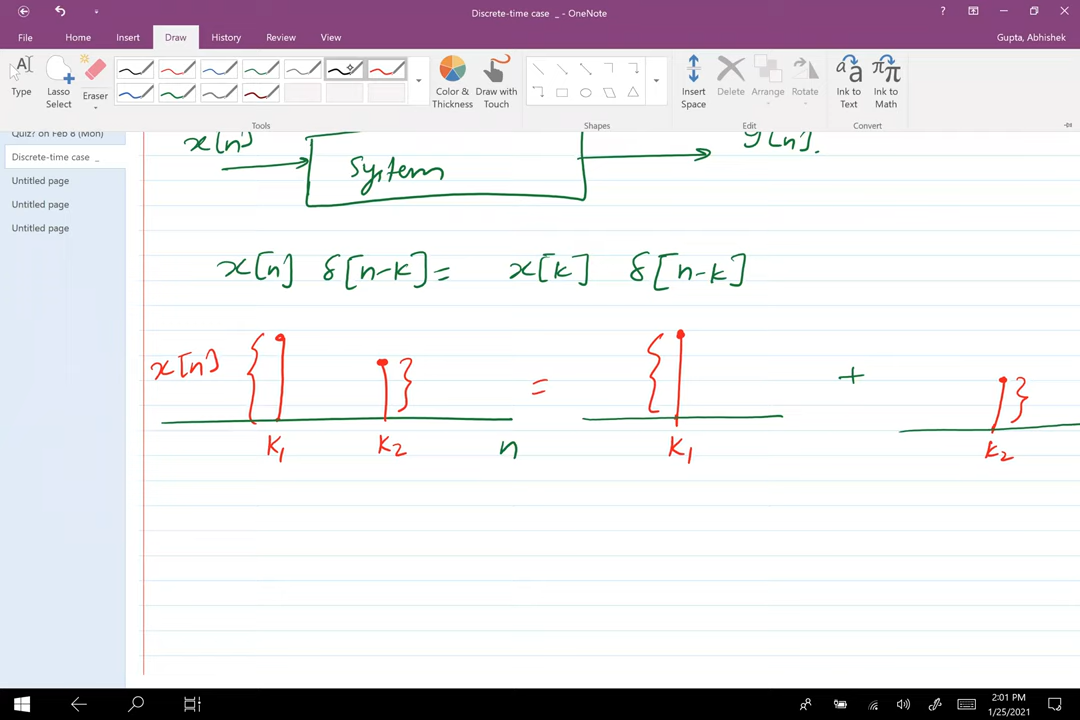 Discrete-time case _ - OneNote
File Home Insert Draw History Review View Gupta, Abhishek
Type Lasso Select Eraser Color & Thickness Draw with Touch Insert Space Delete Arrange Rotate Ink to Text Ink to Math
Tools Shapes Edit Convert
Quiz? on Feb 8 (Mon)
Discrete-time case _
Untitled page
Untitled page
Untitled page
x[n] System y[n].
x[n] δ[n-k] = x[k] δ[n-k]
x[n] { } = { + }
K₁ K₂ n K₁ K₂
2:01 PM
1/25/2021